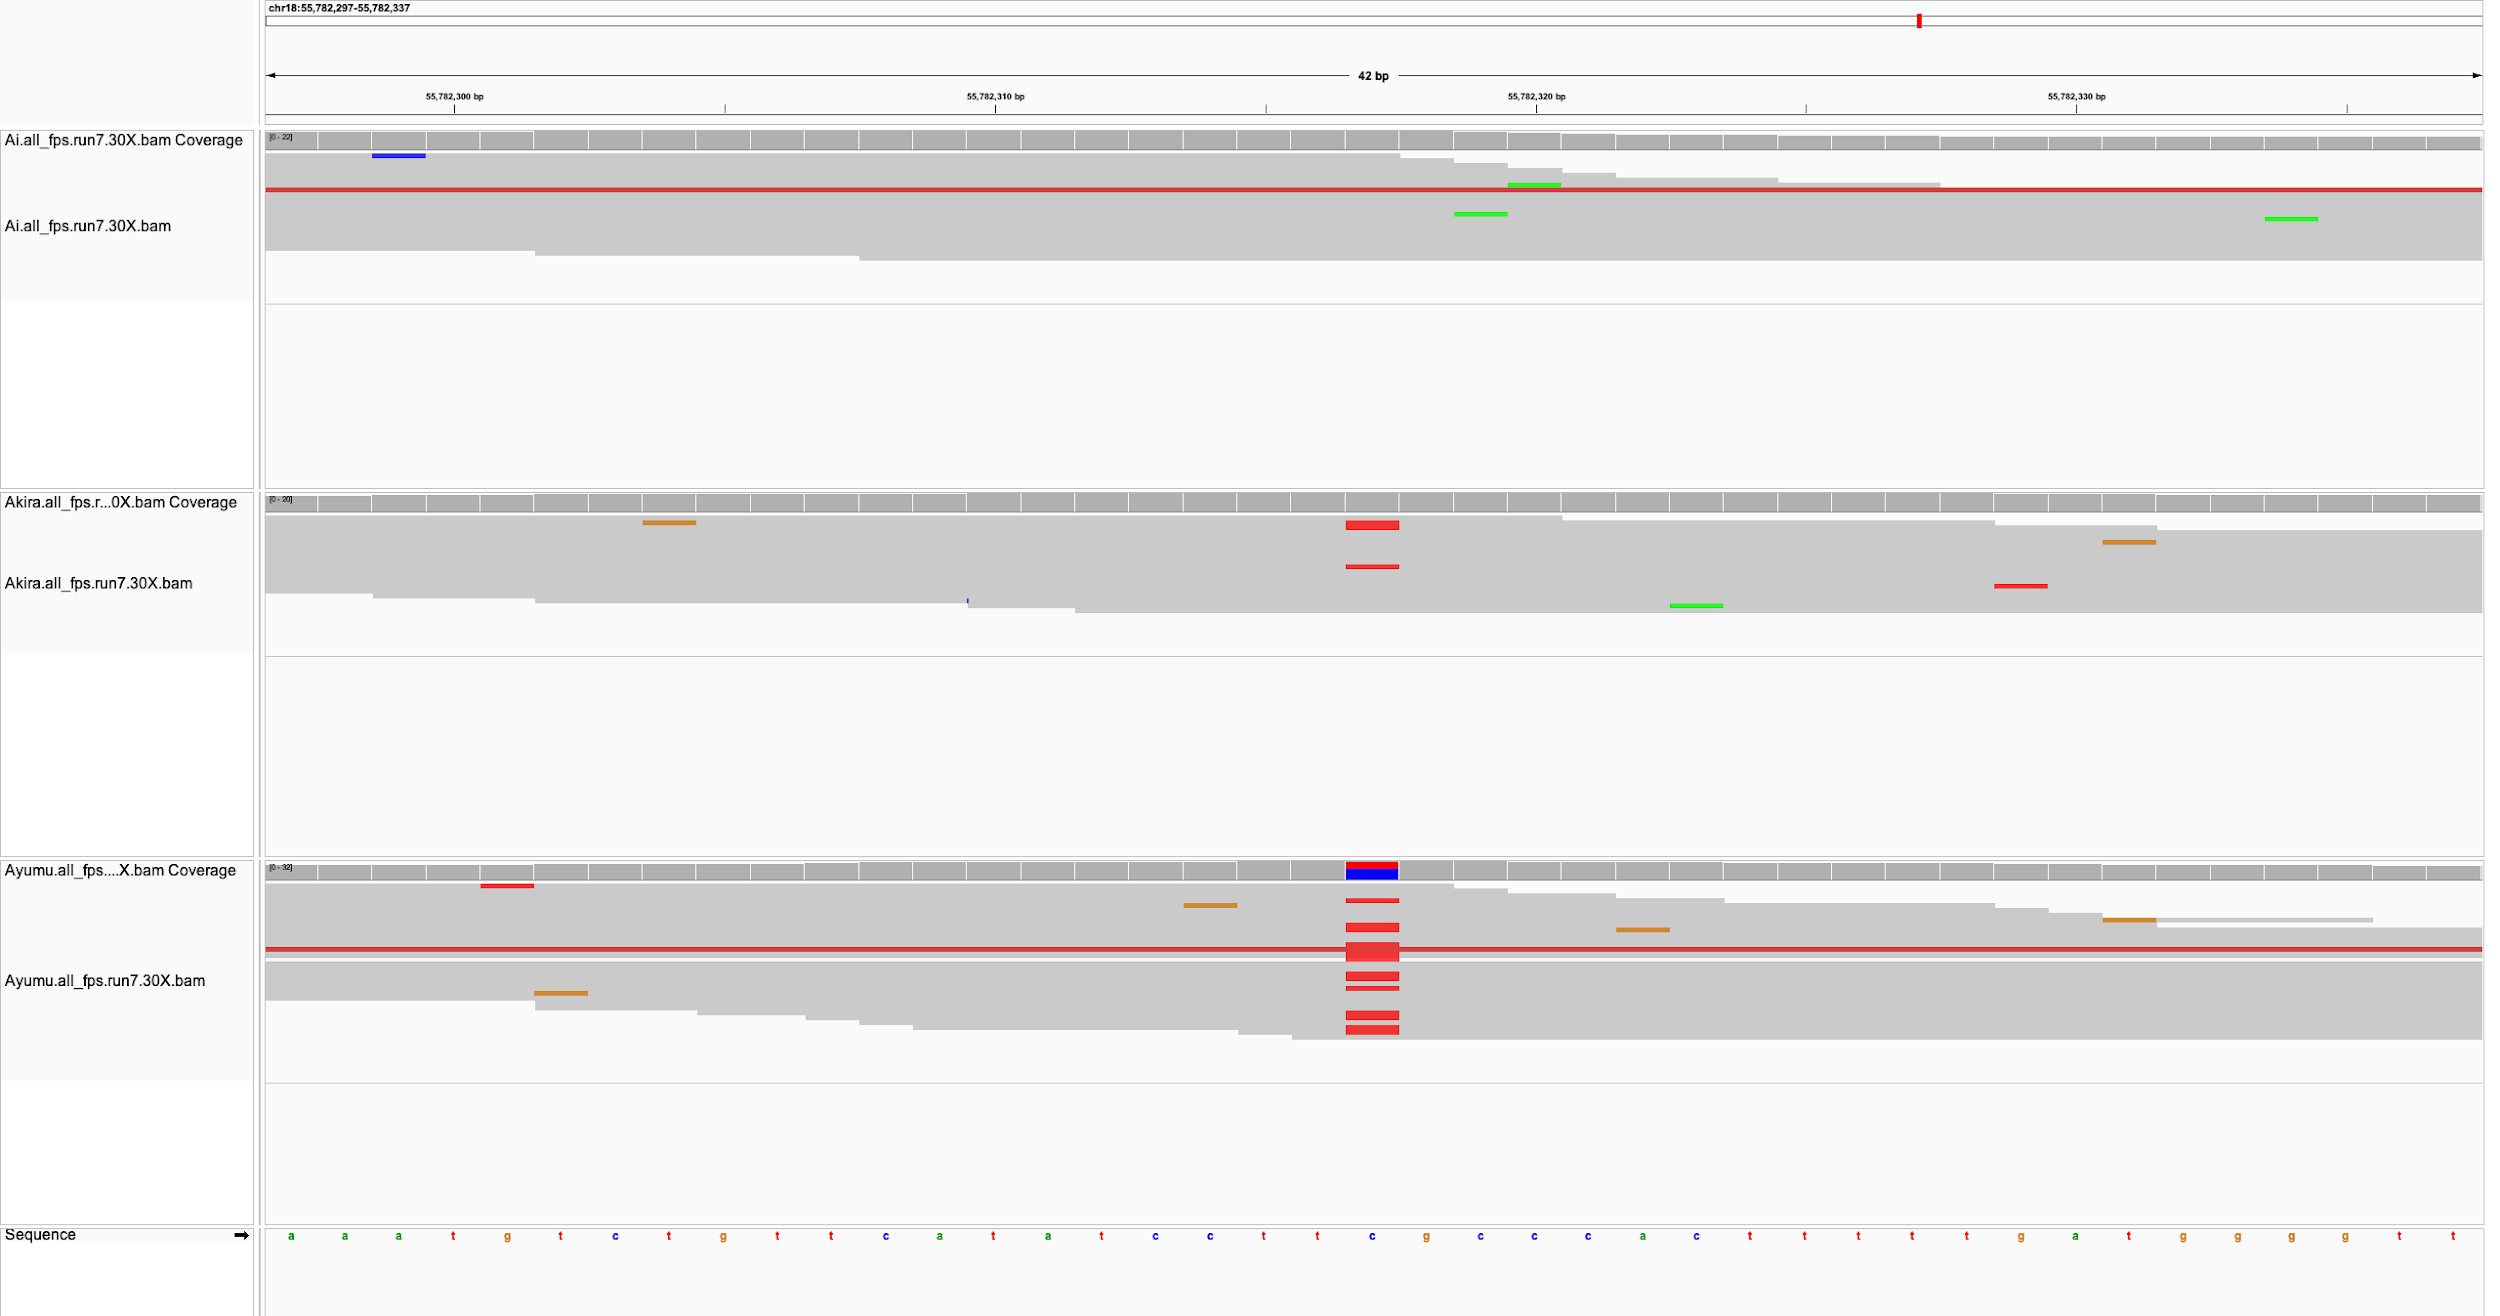 chr18:55,782,297-55,782,337
42 bp
55,782,300 bp 55,782,310 bp 55,782,320 bp 55,782,330 bp
Ai.all_fps.run7.30X.bam Coverage
[0 - 22]
Ai.all_fps.run7.30X.bam
Akira.all_fps.r...0X.bam Coverage
[0 - 20]
Akira.all_fps.run7.30X.bam
Ayumu.all_fps....X.bam Coverage
[0 - 32]
Ayumu.all_fps.run7.30X.bam
Sequence a a a t g t c t g t t c a t a t c c t t c g c c c a c t t t t t g a t g g g g t t